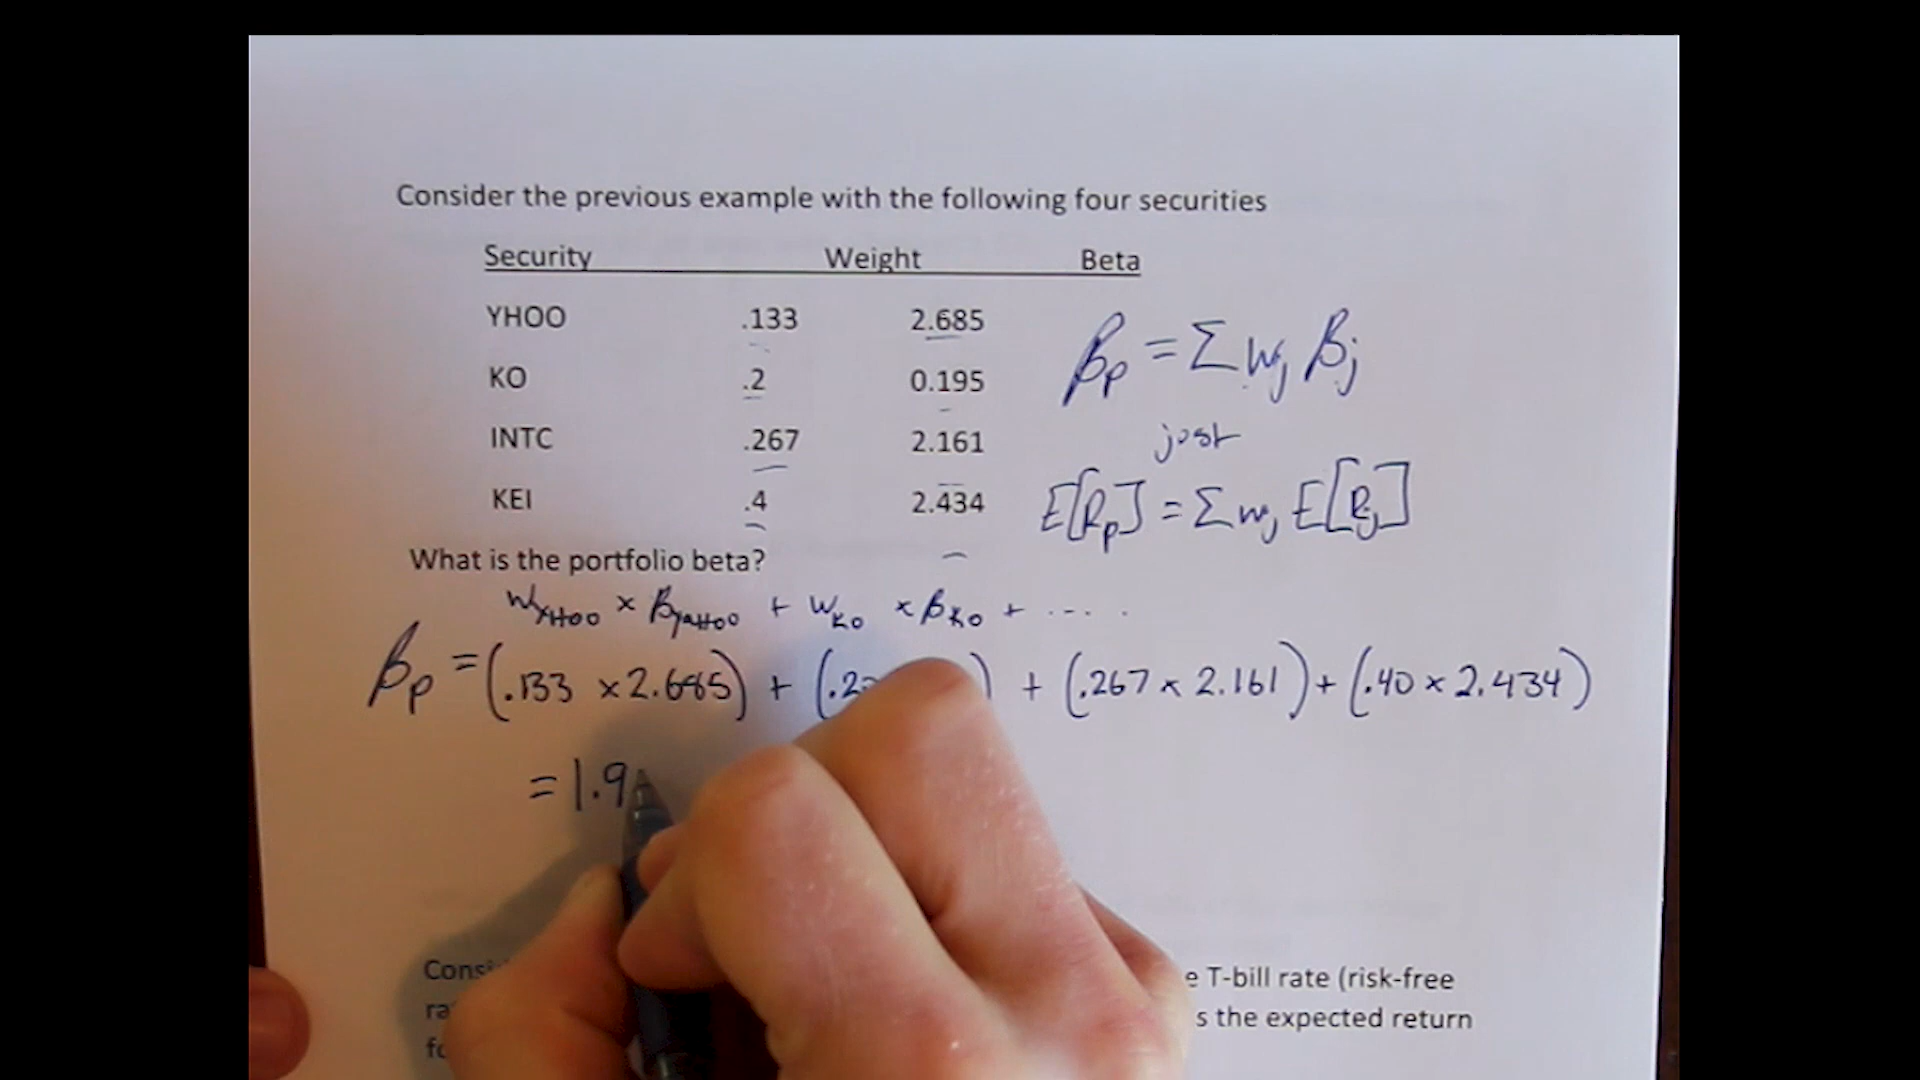 Consider the previous example with the following four securities
Security Weight Beta
YHOO .133 2.685
KO .2 0.195
INTC .267 2.161
KEI .4 2.434
βp = Σ wj βj
just
E[Rp] = Σ wj E[Rj]
What is the portfolio beta?
wYHOO × βYAHOO + wKO × βKO + ....
βp = (.133 × 2.685) + (.2 ) + (.267 × 2.161) + (.40 × 2.434)
= 1.9
e T-bill rate (risk-free
s the expected return